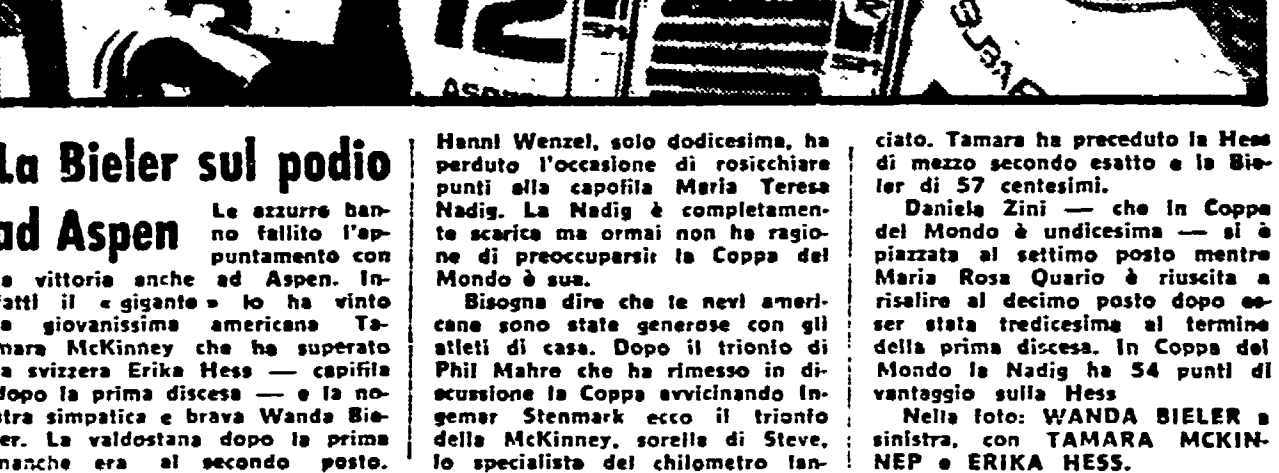 La Bieler sul podio
ad Aspen
Le azzurre han-
no fallito l'ap-
puntamento con
a vittoria anche ad Aspen. In-
fatti il « gigante » lo ha vinto
a giovanissima americana Ta-
mara McKinney che ha superato
a svizzera Erika Hess — capifila
dopo la prima discesa — e la no-
stra simpatica e brava Wanda Bie-
er. La valdostana dopo la prima
manche era al secondo posto.
Hanni Wenzel, solo dodicesima, ha
perduto l'occasione di rosicchiare
punti alla capofila Maria Teresa
Nadig. La Nadig è completamen-
te scarica ma ormai non ha ragio-
ne di preoccuparsi: la Coppa del
Mondo è sua.
Bisogna dire che le nevi ameri-
cane sono state generose con gli
atleti di casa. Dopo il trionfo di
Phil Mahre che ha rimesso in di-
scussione la Coppa avvicinando In-
gemar Stenmark ecco il trionfo
della McKinney, sorella di Steve,
lo specialista del chilometro lan-
ciato. Tamara ha preceduto la Hess
di mezzo secondo esatto e la Bie-
ler di 57 centesimi.
Daniela Zini — che in Coppa
del Mondo è undicesima — si è
piazzata al settimo posto mentre
Maria Rosa Quario è riuscita a
risalire al decimo posto dopo es-
ser stata tredicesima al termine
della prima discesa. In Coppa del
Mondo la Nadig ha 54 punti di
vantaggio sulla Hess
Nella foto: WANDA BIELER a
sinistra, con TAMARA MCKIN-
NEP e ERIKA HESS.